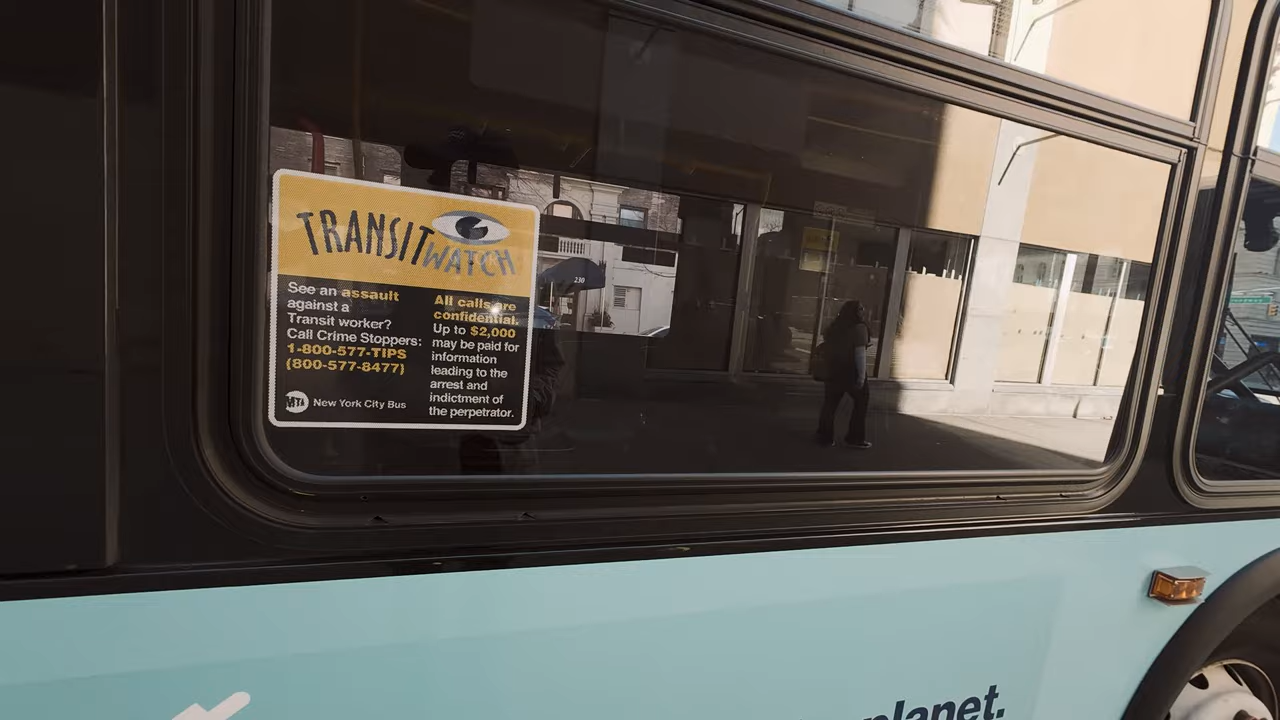 TRANSITWATCH
See an assault
against a
Transit worker?
Call Crime Stoppers:
1-800-577-TIPS
(800-577-8477)
MTA New York City Bus
All calls are
confidential.
Up to $2,000
may be paid for
information
leading to the
arrest and
indictment of
the perpetrator.
230
planet.